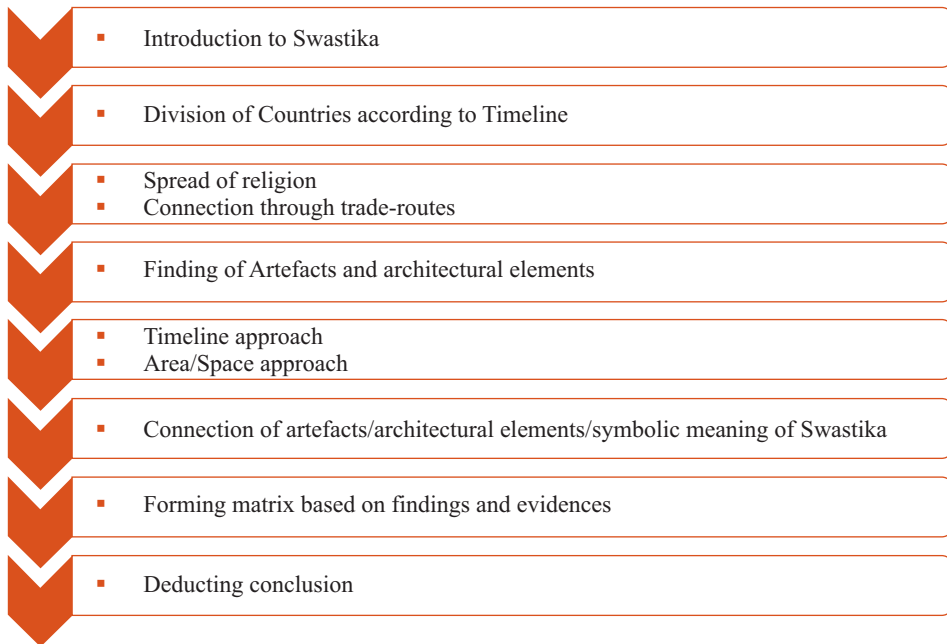 Introduction to Swastika
Division of Countries according to Timeline
Spread of religion
Connection through trade-routes
Finding of Artefacts and architectural elements
Timeline approach
Area/Space approach
Connection of artefacts/architectural elements/symbolic meaning of Swastika
Forming matrix based on findings and evidences
Deducting conclusion